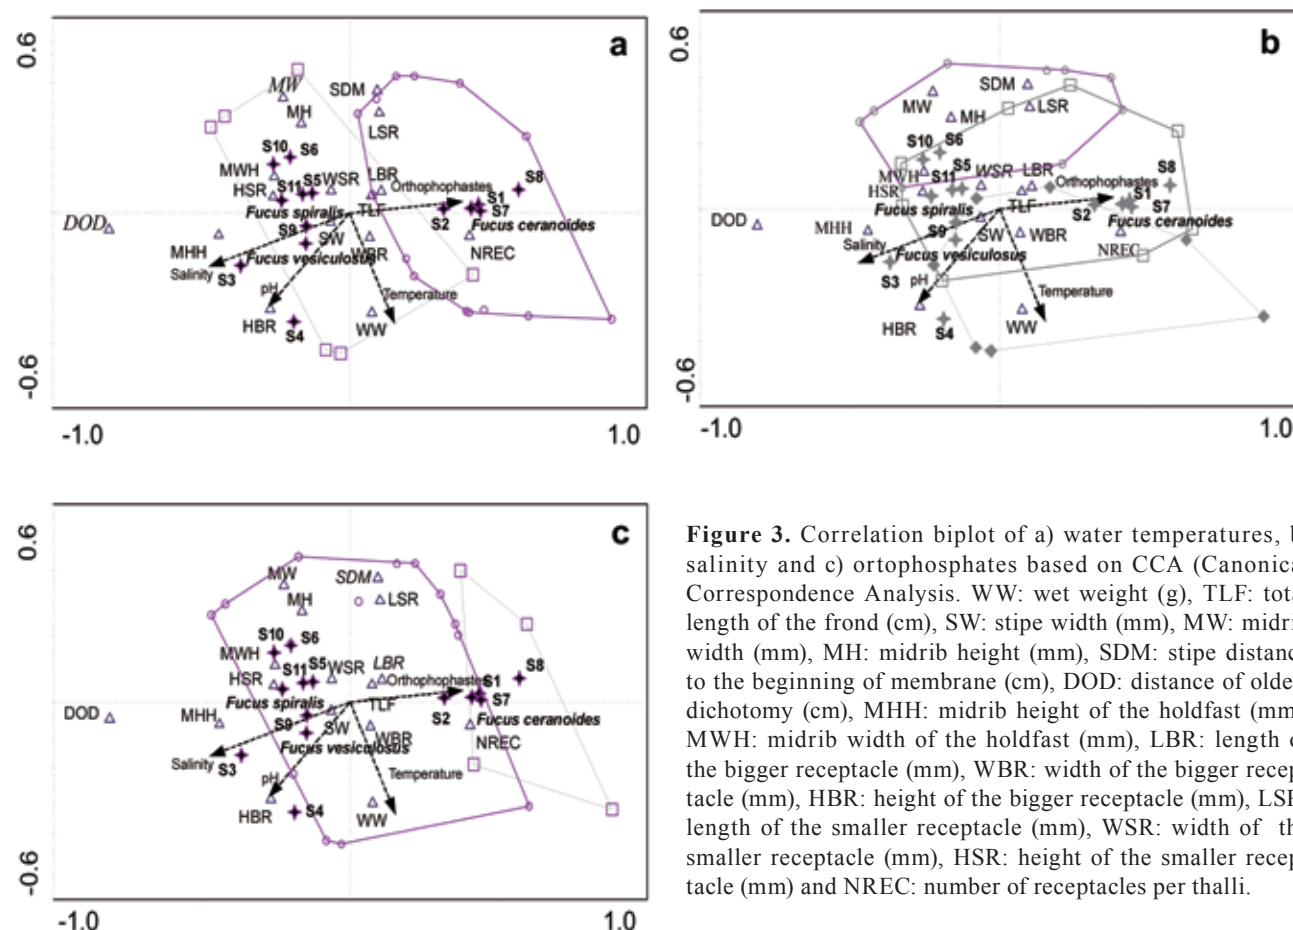 a
0.6
-0.6
-1.0
1.0
MW
MH
SDM
LSR
S10
S6
MWH
S11
S5
WSR
LBR
HSR
Orthophophastes
S8
S1
Fucus spiralis
TLF
S2
S7
Fucus ceranoides
DOD
S9
SW
MHH
Fucus vesiculosus
WBR
NREC
Salinity
S3
pH
Temperature
HBR
S4
WW
b
0.6
-0.6
-1.0
1.0
MW
MH
SDM
LSR
S10
S6
MWH
S11
S5
WSR
LBR
HSR
Orthophophastes
S8
S1
Fucus spiralis
TLF
S2
S7
Fucus ceranoides
DOD
S9
SW
MHH
Salinity
Fucus vesiculosus
WBR
NREC
S3
pH
Temperature
HBR
S4
WW
c
0.6
-0.6
-1.0
1.0
MW
MH
SDM
LSR
S10
S6
MWH
S11
S5
WSR
LBR
HSR
Orthophophastes
S8
S1
Fucus spiralis
TLF
S2
S7
Fucus ceranoides
DOD
MHH
S9
SW
Fucus vesiculosus
WBR
NREC
Salinity
S3
pH
Temperature
HBR
S4
WW
Figure 3. Correlation biplot of a) water temperatures, b
salinity and c) ortophosphates based on CCA (Canonica
Correspondence Analysis. WW: wet weight (g), TLF: tota
length of the frond (cm), SW: stipe width (mm), MW: midri
width (mm), MH: midrib height (mm), SDM: stipe distanc
to the beginning of membrane (cm), DOD: distance of olde
dichotomy (cm), MHH: midrib height of the holdfast (mm
MWH: midrib width of the holdfast (mm), LBR: length o
the bigger receptacle (mm), WBR: width of the bigger recep
tacle (mm), HBR: height of the bigger receptacle (mm), LSR
length of the smaller receptacle (mm), WSR: width of th
smaller receptacle (mm), HSR: height of the smaller recep
tacle (mm) and NREC: number of receptacles per thalli.